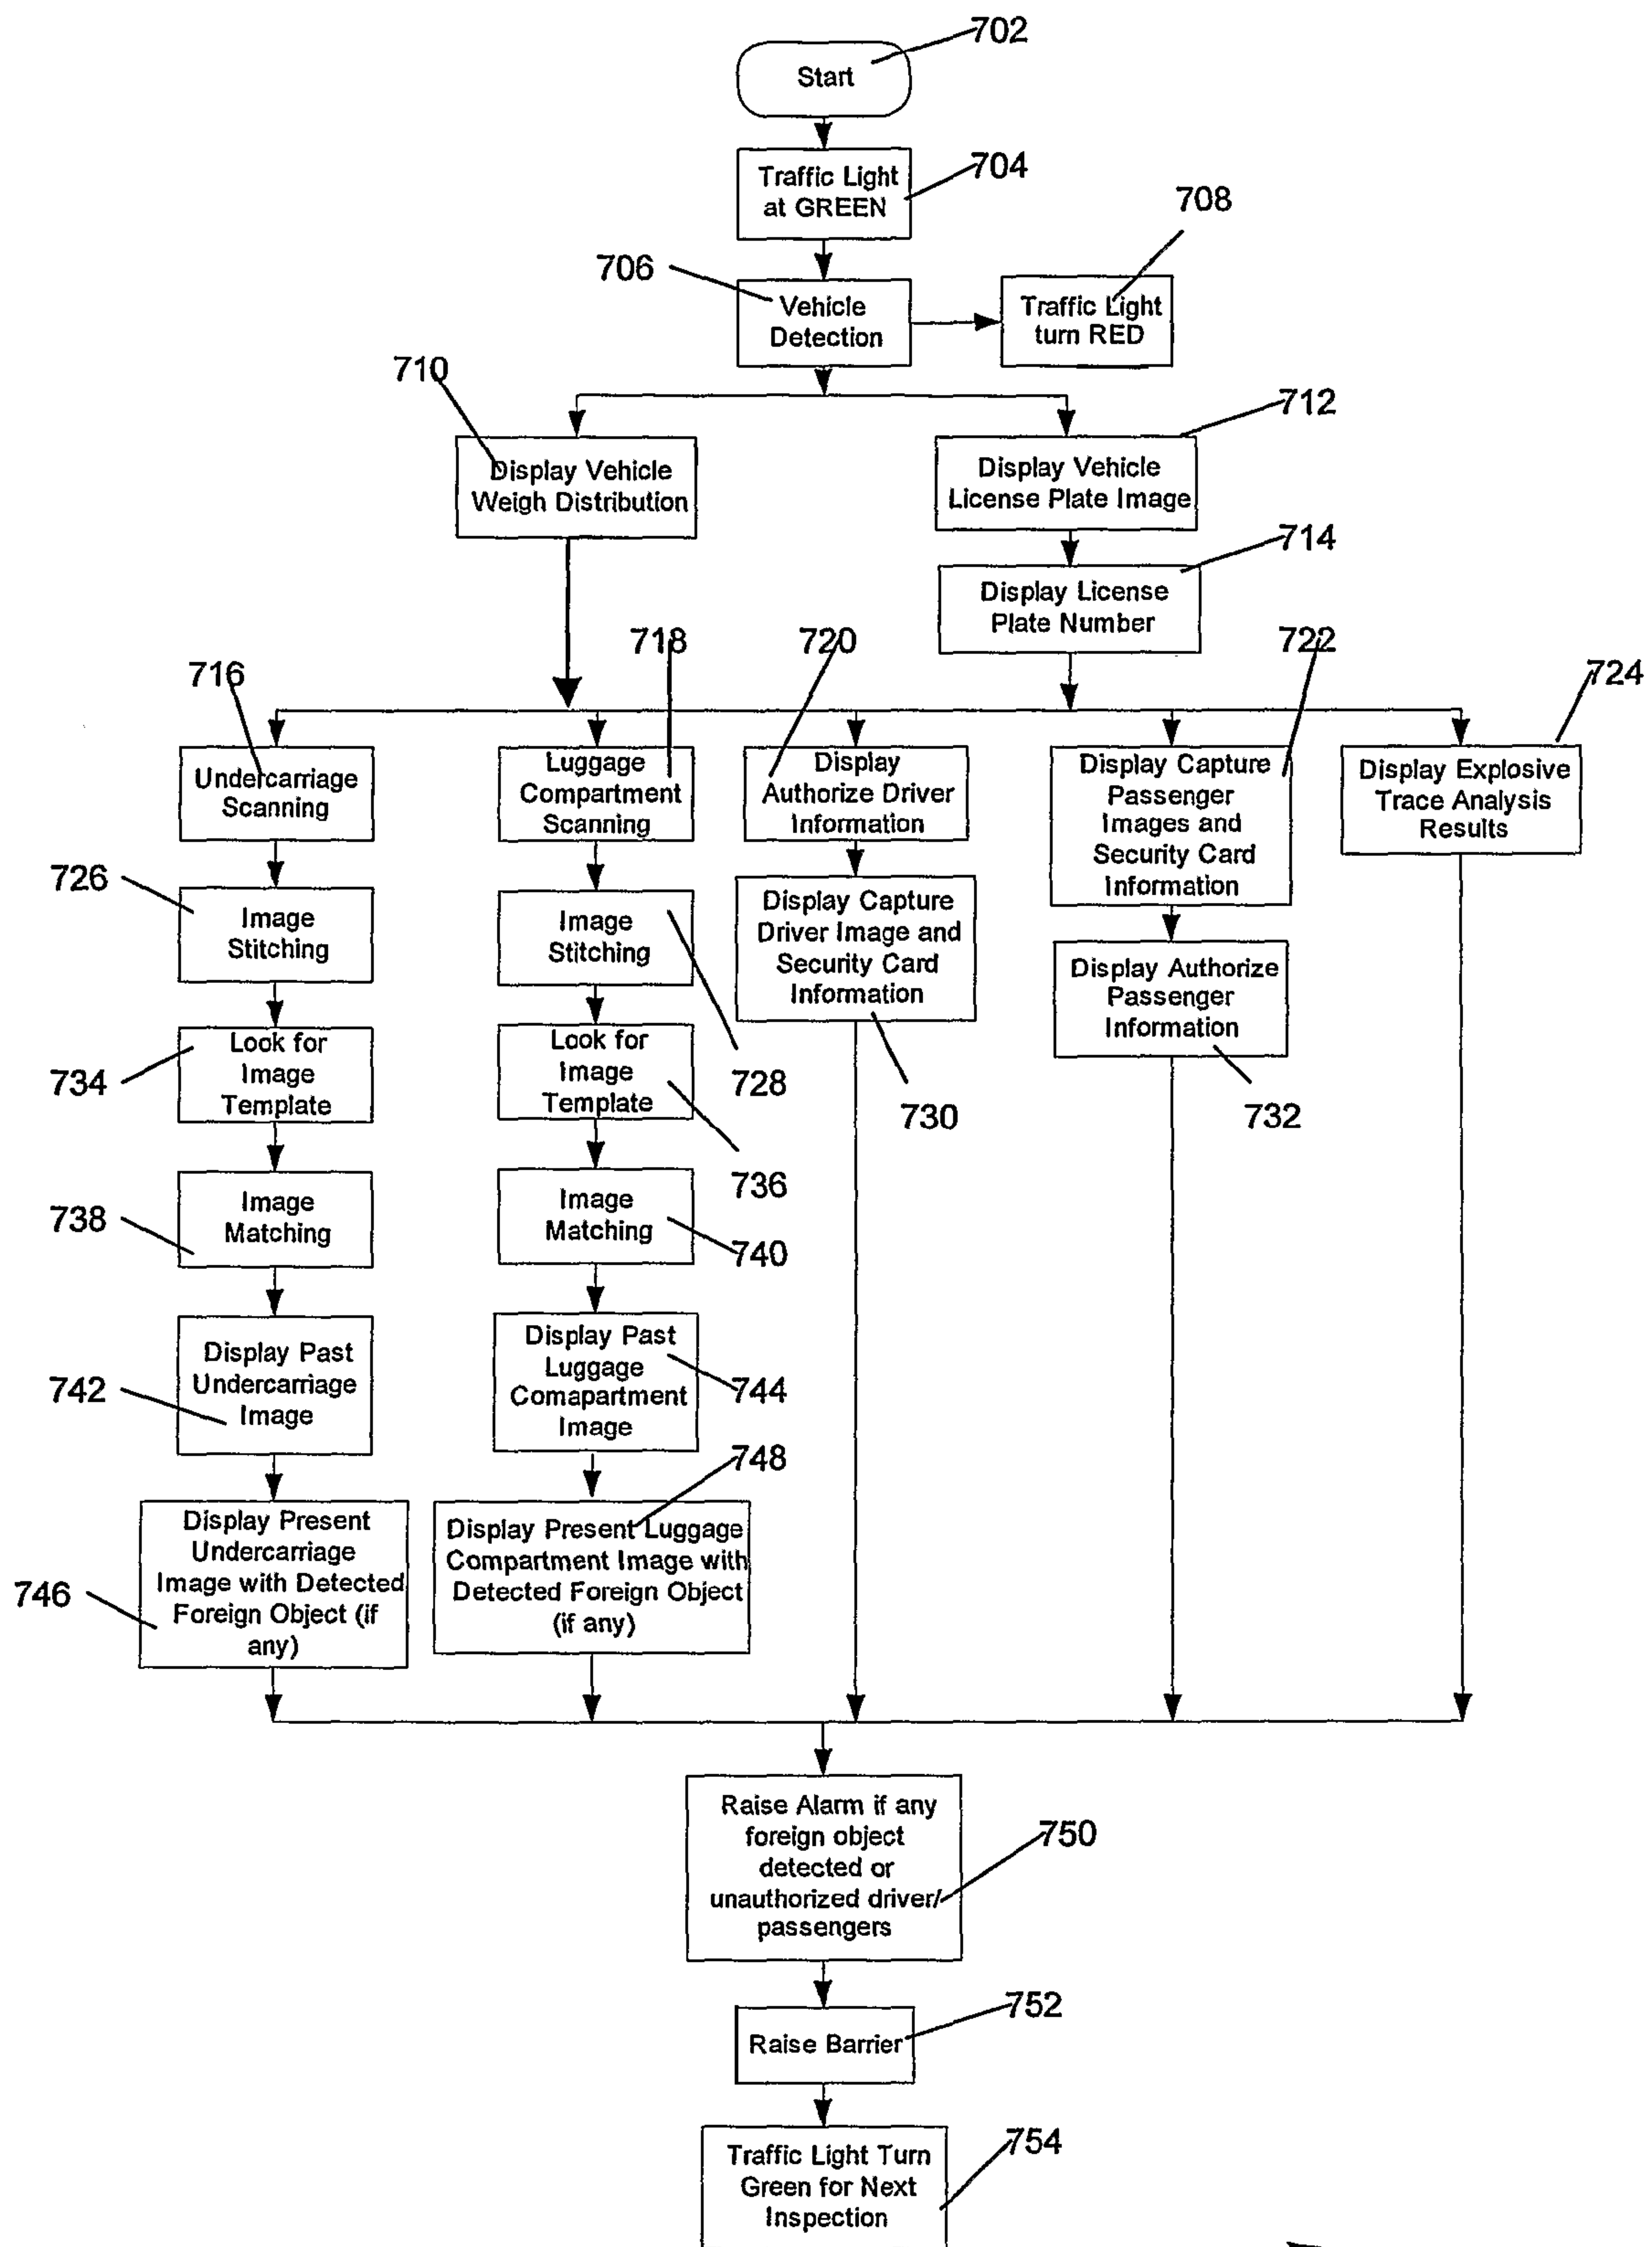 702
Start
Traffic Light
at GREEN
704
708
706
Vehicle
Detection
Traffic Light
turn RED
710
712
Display Vehicle
Weigh Distribution
Display Vehicle
License Plate Image
714
Display License
Plate Number
716
718
720
722
724
Undercarriage
Scanning
Luggage
Compartment
Scanning
Display
Authorize Driver
Information
Display Capture
Passenger
Images and
Security Card
Information
Display Explosive
Trace Analysis
Results
726
Image
Stitching
Image
Stitching
728
Display Capture
Driver Image and
Security Card
Information
730
Display Authorize
Passenger
Information
732
734
Look for
Image
Template
Look for
Image
Template
736
738
Image
Matching
Image
Matching
740
742
Display Past
Undercarriage
Image
Display Past
Luggage
Comapartment
Image
744
748
746
Display Present
Undercarriage
Image with Detected
Foreign Object (if
any)
Display Present Luggage
Compartment Image with
Detected Foreign Object
(if any)
Raise Alarm if any
foreign object
detected or
unauthorized driver/
passengers
750
752
Raise Barrier
754
Traffic Light Turn
Green for Next
Inspection